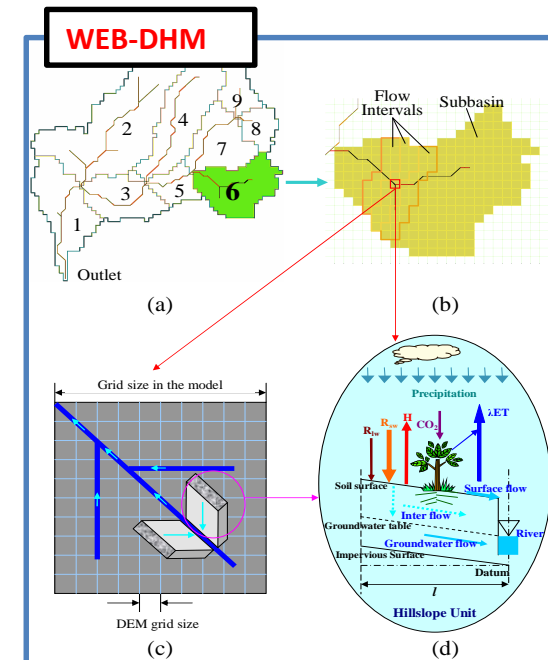 WEB-DHM
1
2
3
4
5
6
7
8
9
Outlet
(a)
Flow
Intervals
Subbasin
(b)
Grid size in the model
DEM grid size
(c)
Precipitation
Rlw
Rsw
H
CO2
λET
Soil surface
Surface flow
Inter flow
Groundwater table
Groundwater flow
River
Impervious Surface
Datum
l
Hillslope Unit
(d)